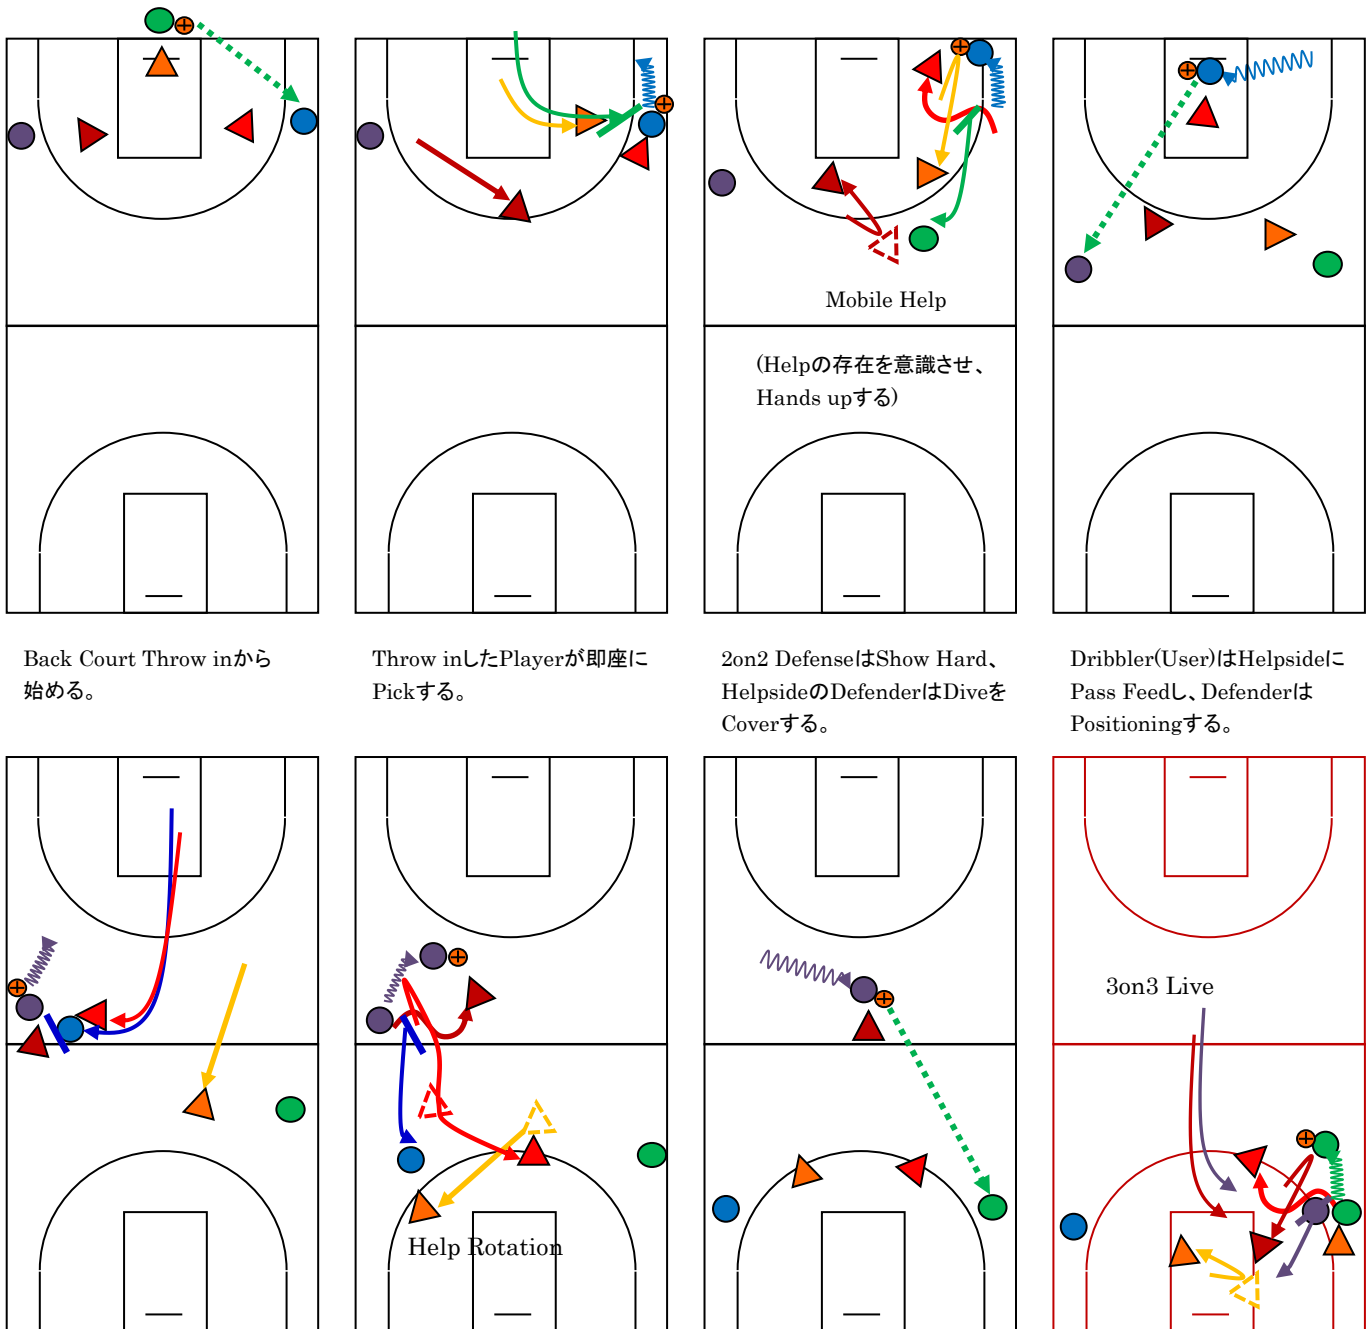 Mobile Help
(Helpの存在を意識させ、
Hands upする)
Back Court Throw inから
始める。
Throw inしたPlayerが即座に
Pickする。
2on2 DefenseはShow Hard、
HelpsideのDefenderはDiveを
Coverする。
Dribbler(User)はHelpsideに
Pass Feedし、Defenderは
Positioningする。
3on3 Live
Help Rotation